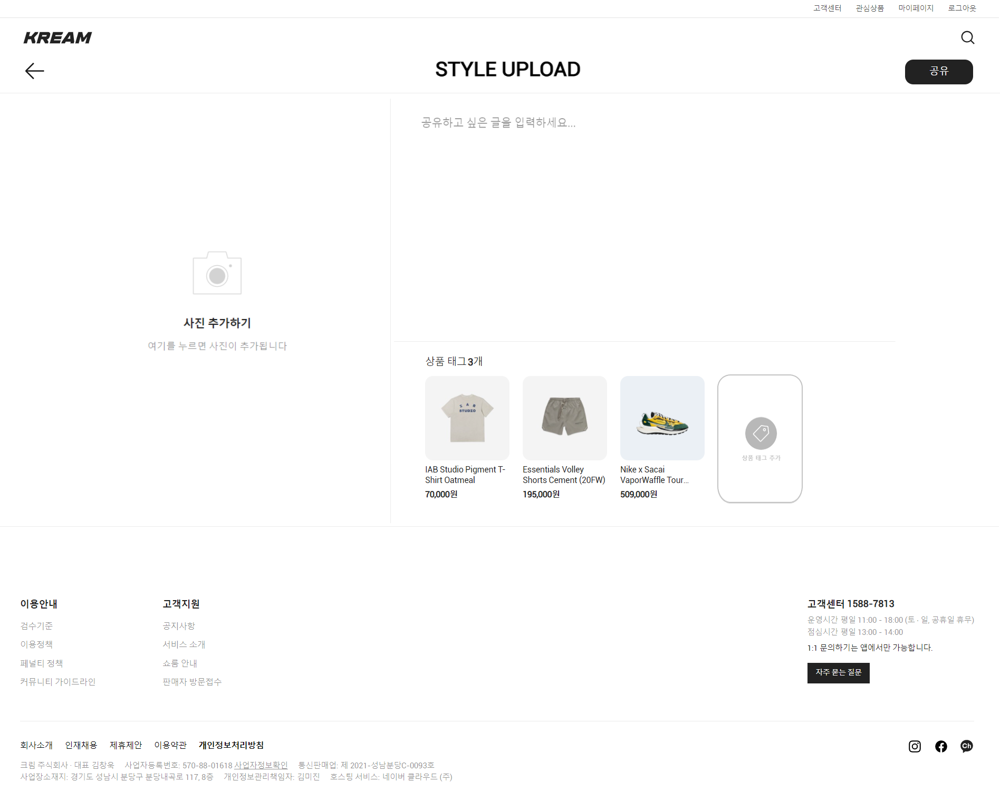 고객센터 관심상품 마이페이지 로그아웃
KREAM
STYLE UPLOAD
공유
공유하고 싶은 글을 입력하세요...
사진 추가하기
여기를 누르면 사진이 추가됩니다
상품 태그 3개
IAB STUDIO
IAB Studio Pigment T-
Shirt Oatmeal
70,000원
Essentials Volley
Shorts Cement (20FW)
195,000원
Nike x Sacai
VaporWaffle Tour...
509,000원
상품 태그 추가
이용안내
검수기준
이용정책
페널티 정책
커뮤니티 가이드라인
고객지원
공지사항
서비스 소개
쇼룸 안내
판매자 방문접수
고객센터 1588-7813
운영시간 평일 11:00 - 18:00 (토 · 일, 공휴일 휴무)
점심시간 평일 13:00 - 14:00
1:1 문의하기는 앱에서만 가능합니다.
자주 묻는 질문
회사소개 인재채용 제휴제안 이용약관 개인정보처리방침
Ch
크림 주식회사 · 대표 김창욱 사업자등록번호: 570-88-01618 사업자정보확인 통신판매업: 제 2021-성남분당C-0093호
사업장소재지: 경기도 성남시 분당구 분당내곡로 117, 8층 개인정보관리책임자: 김미진 호스팅 서비스: 네이버 클라우드 (주)